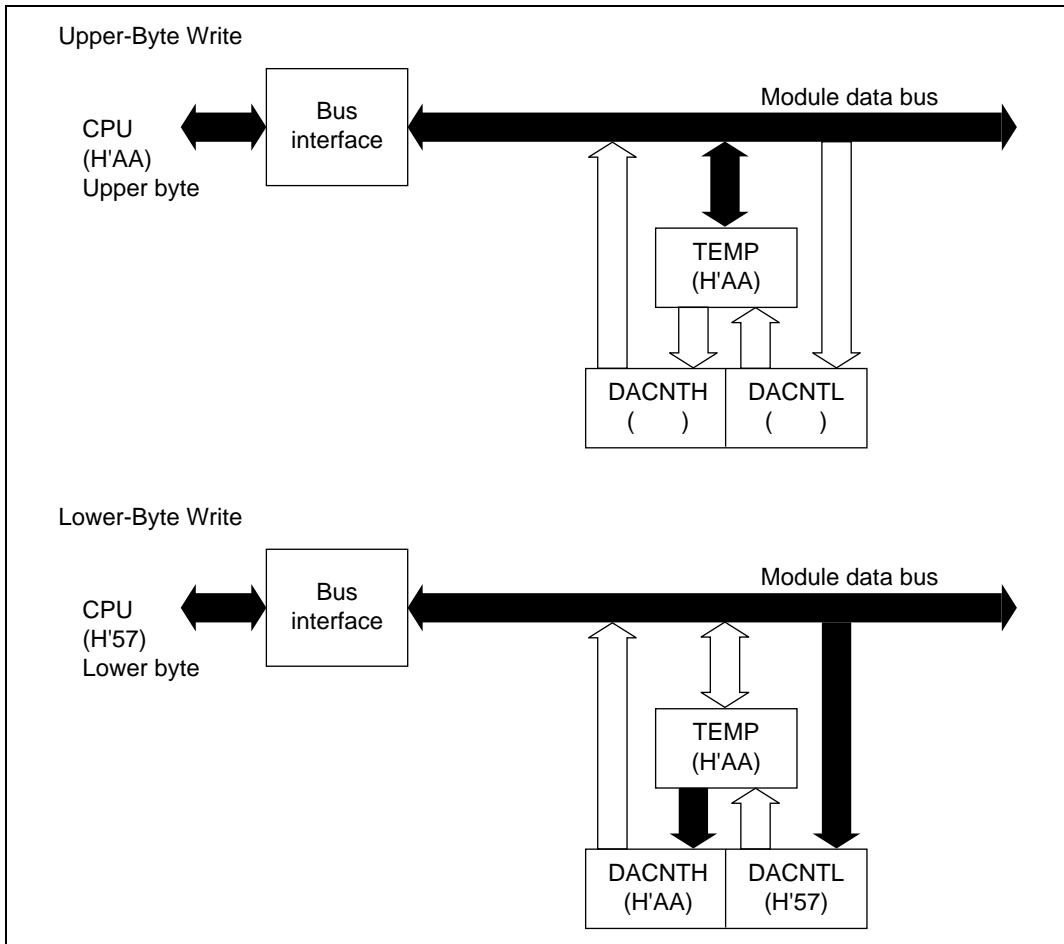 Upper-Byte Write
CPU
(H'AA)
Upper byte
Bus
interface
Module data bus
TEMP
(H'AA)
DACNTH
(      )
DACNTL
(      )
Lower-Byte Write
CPU
(H'57)
Lower byte
Bus
interface
Module data bus
TEMP
(H'AA)
DACNTH
(H'AA)
DACNTL
(H'57)